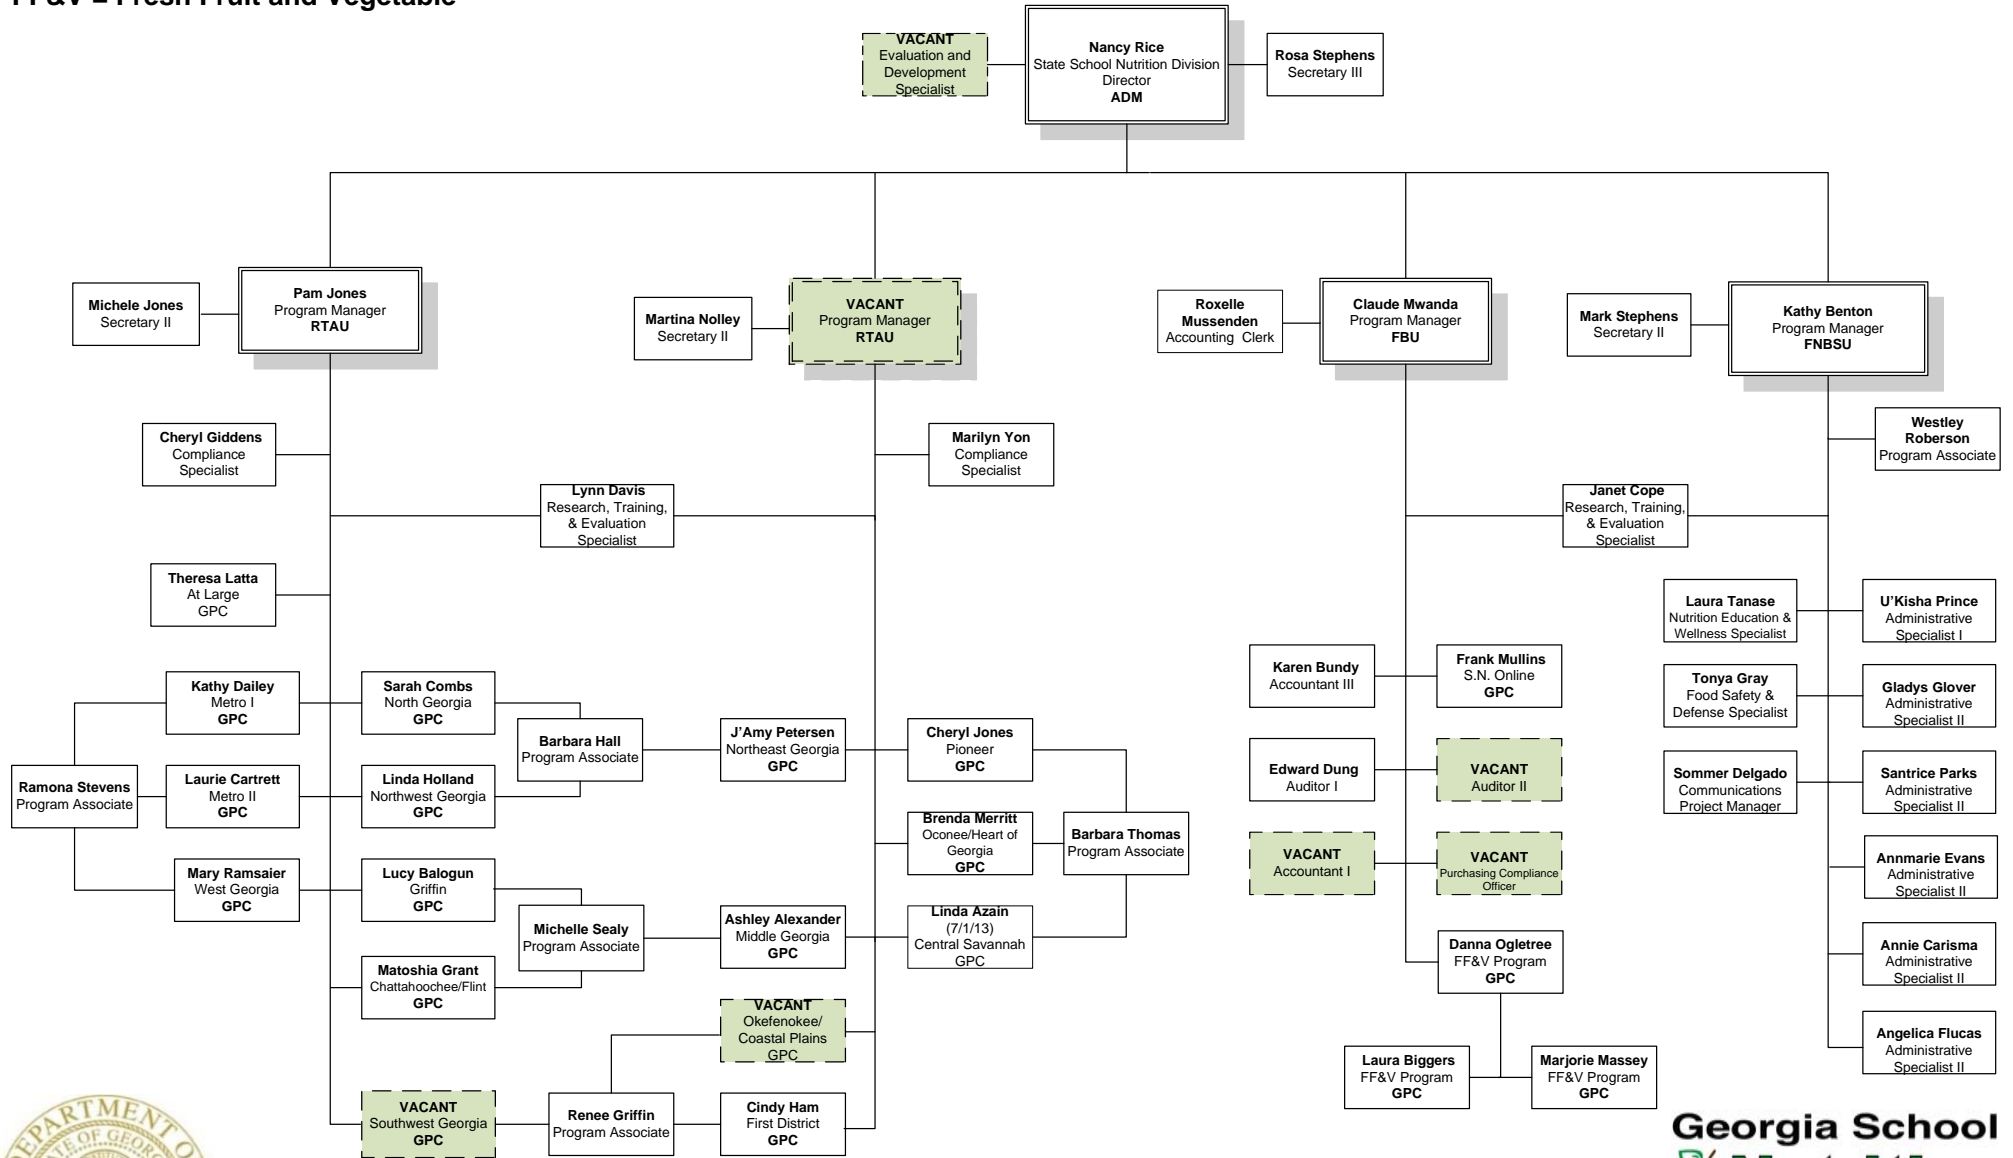 FF&V = Fresh Fruit and Vegetable
VACANT
Evaluation and
Development
Specialist
Nancy Rice
State School Nutrition Division
Director
ADM
Rosa Stephens
Secretary III
Michele Jones
Secretary II
Pam Jones
Program Manager
RTAU
Martina Nolley
Secretary II
VACANT
Program Manager
RTAU
Roxelle
Mussenden
Accounting Clerk
Claude Mwanda
Program Manager
FBU
Mark Stephens
Secretary II
Kathy Benton
Program Manager
FNBSU
Cheryl Giddens
Compliance
Specialist
Marilyn Yon
Compliance
Specialist
Westley
Roberson
Program Associate
Lynn Davis
Research, Training,
& Evaluation
Specialist
Janet Cope
Research, Training,
& Evaluation
Specialist
Theresa Latta
At Large
GPC
Laura Tanase
Nutrition Education &
Wellness Specialist
U'Kisha Prince
Administrative
Specialist I
Kathy Dailey
Metro I
GPC
Sarah Combs
North Georgia
GPC
Barbara Hall
Program Associate
J'Amy Petersen
Northeast Georgia
GPC
Cheryl Jones
Pioneer
GPC
Karen Bundy
Accountant III
Frank Mullins
S.N. Online
GPC
Tonya Gray
Food Safety &
Defense Specialist
Gladys Glover
Administrative
Specialist II
Ramona Stevens
Program Associate
Laurie Cartrett
Metro II
GPC
Linda Holland
Northwest Georgia
GPC
Edward Dung
Auditor I
VACANT
Auditor II
Sommer Delgado
Communications
Project Manager
Santrice Parks
Administrative
Specialist II
Brenda Merritt
Oconee/Heart of
Georgia
GPC
Barbara Thomas
Program Associate
Mary Ramsaier
West Georgia
GPC
Lucy Balogun
Griffin
GPC
VACANT
Accountant I
VACANT
Purchasing Compliance
Officer
Annmarie Evans
Administrative
Specialist II
Michelle Sealy
Program Associate
Ashley Alexander
Middle Georgia
GPC
Linda Azain
(7/1/13)
Central Savannah
GPC
Danna Ogletree
FF&V Program
GPC
Annie Carisma
Administrative
Specialist II
Matoshia Grant
Chattahoochee/Flint
GPC
VACANT
Okefenokee/
Coastal Plains
GPC
Laura Biggers
FF&V Program
GPC
Marjorie Massey
FF&V Program
GPC
Angelica Flucas
Administrative
Specialist II
VACANT
Southwest Georgia
GPC
Renee Griffin
Program Associate
Cindy Ham
First District
GPC
Georgia School